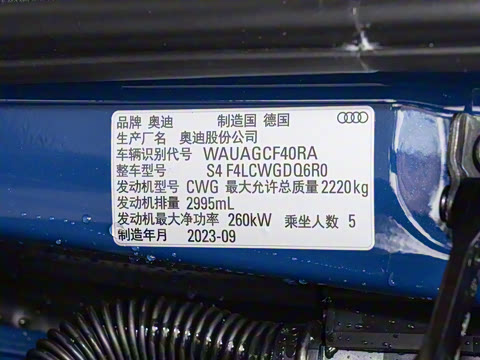 品牌 奥迪 制造国 德国
生产厂名 奥迪股份公司
车辆识别代号 WAUAGCF40RA
整车型号 S4 F4LCWGDQ6R0
发动机型号 CWG 最大允许总质量 2220kg
发动机排量 2995mL
发动机最大净功率 260kW 乘坐人数 5
制造年月 2023-09